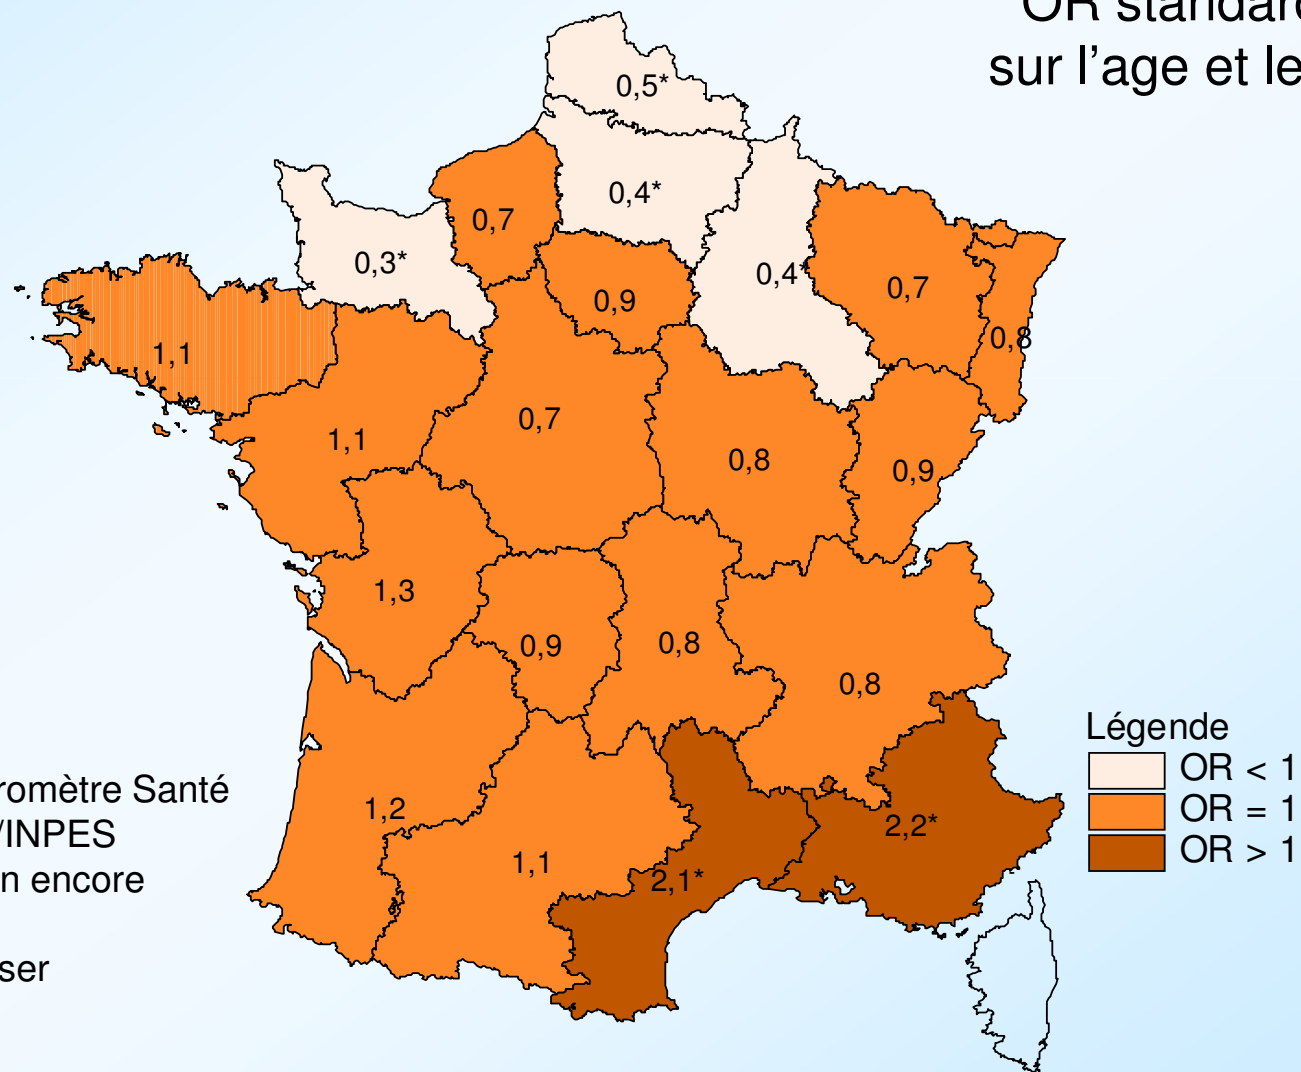 OR standard
sur l'age et le
0,5*
0,4*
0,7
0,3*
0,4*
0,7
0,9
0,8
1,1
0,7
1,1
0,8
0,9
1,3
0,9
0,8
0,8
Légende
OR < 1
OR = 1
OR > 1
romètre Santé
/INPES
n encore
ser
1,2
2,2*
1,1
2,1*